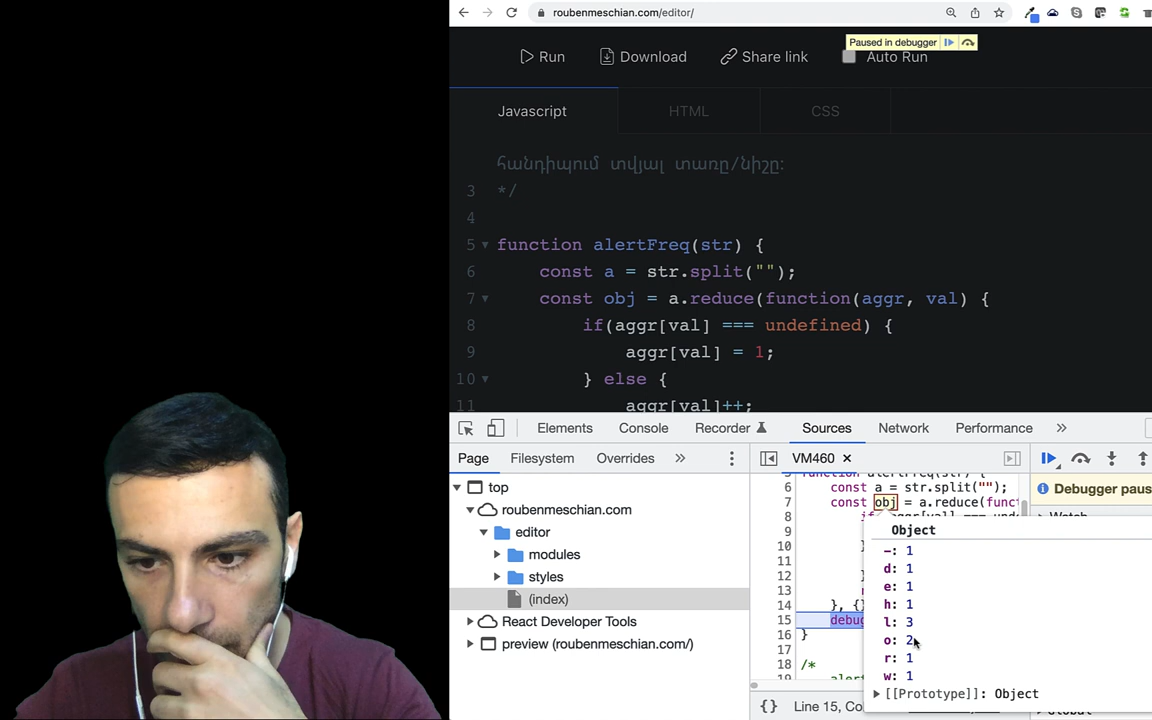 roubenmeschian.com/editor/
Paused in debugger
Run
Download
Share link
Auto Run
Javascript
HTML
CSS
հանդիպում տվյալ տառը/նիշը:
3 */
4
5 function alertFreq(str) {
6 const a = str.split("");
7 const obj = a.reduce(function(aggr, val) {
8 if(aggr[val] === undefined) {
9 aggr[val] = 1;
10 } else {
11 aggr[val]++;
Elements
Console
Recorder
Sources
Network
Performance
Page
Filesystem
Overrides
VM460
top
roubenmeschian.com
editor
modules
styles
(index)
React Developer Tools
preview (roubenmeschian.com/)
6 const a = str.split("");
7 const obj = a.reduce(funct
8
9
10
11
12
13
14 }, {}
15 debug
16 }
17
18 /*
Debugger paus
Object
–: 1
d: 1
e: 1
h: 1
l: 3
o: 2
r: 1
w: 1
[[Prototype]]: Object
{} Line 15, Co